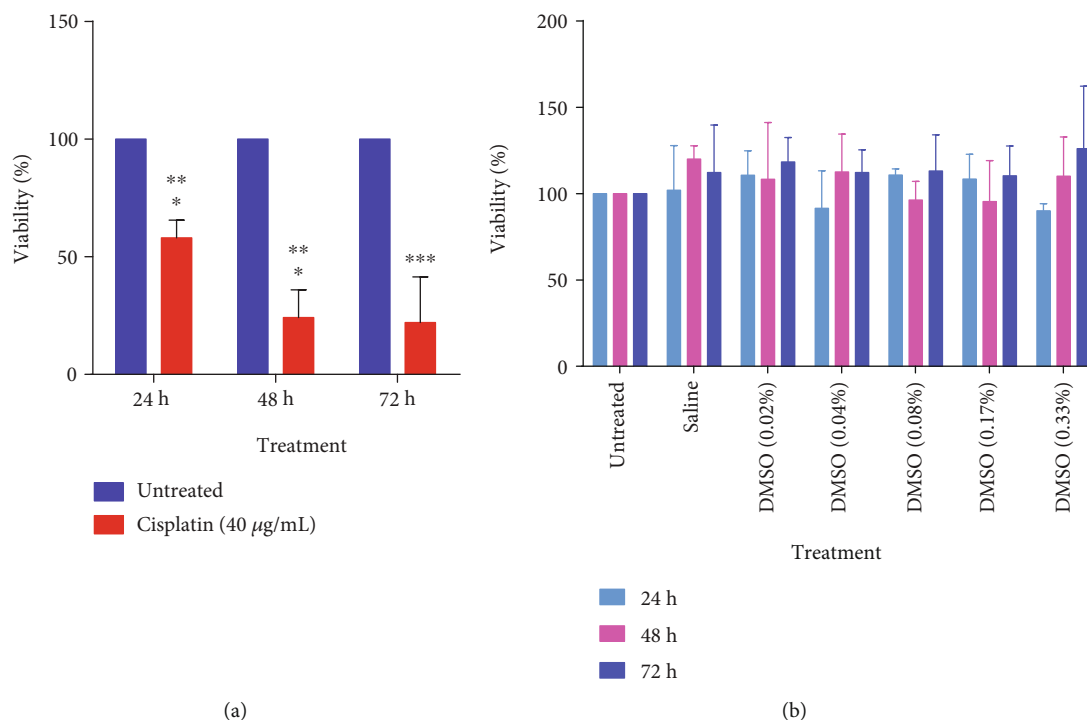 150
100
50
0
Viability (%)
**
*
**
*
***
24 h
48 h
72 h
Treatment
Untreated
Cisplatin (40 μg/mL)
(a)
200
150
100
50
0
Viability (%)
Untreated
Saline
DMSO (0.02%)
DMSO (0.04%)
DMSO (0.08%)
DMSO (0.17%)
DMSO (0.33%)
Treatment
24 h
48 h
72 h
(b)